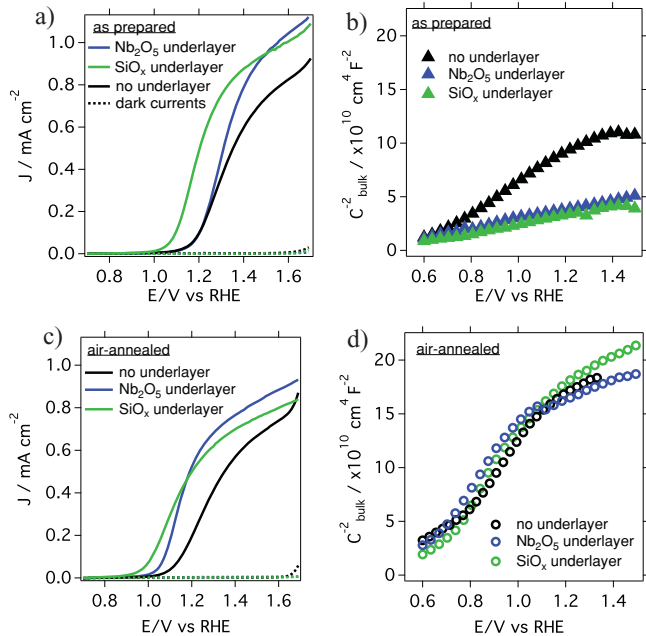 a)
as prepared
Nb₂O₅ underlayer
SiOₓ underlayer
no underlayer
dark currents
1.0
0.8
0.6
0.4
0.2
0.0
J / mA cm⁻²
0.8 1.0 1.2 1.4 1.6
E/V vs RHE
b)
as prepared
no underlayer
Nb₂O₅ underlayer
SiOₓ underlayer
20
15
10
5
0
C⁻²bulk / x10¹⁰ cm⁴ F⁻²
0.6 0.8 1.0 1.2 1.4
E/V vs RHE
c)
air-annealed
no underlayer
Nb₂O₅ underlayer
SiOₓ underlayer
1.0
0.8
0.6
0.4
0.2
0.0
J / mA cm⁻²
0.8 1.0 1.2 1.4 1.6
E/V vs RHE
d)
air-annealed
20
15
10
5
0
C⁻²bulk / x10¹⁰ cm⁴ F⁻²
no underlayer
Nb₂O₅ underlayer
SiOₓ underlayer
0.6 0.8 1.0 1.2 1.4
E/V vs RHE